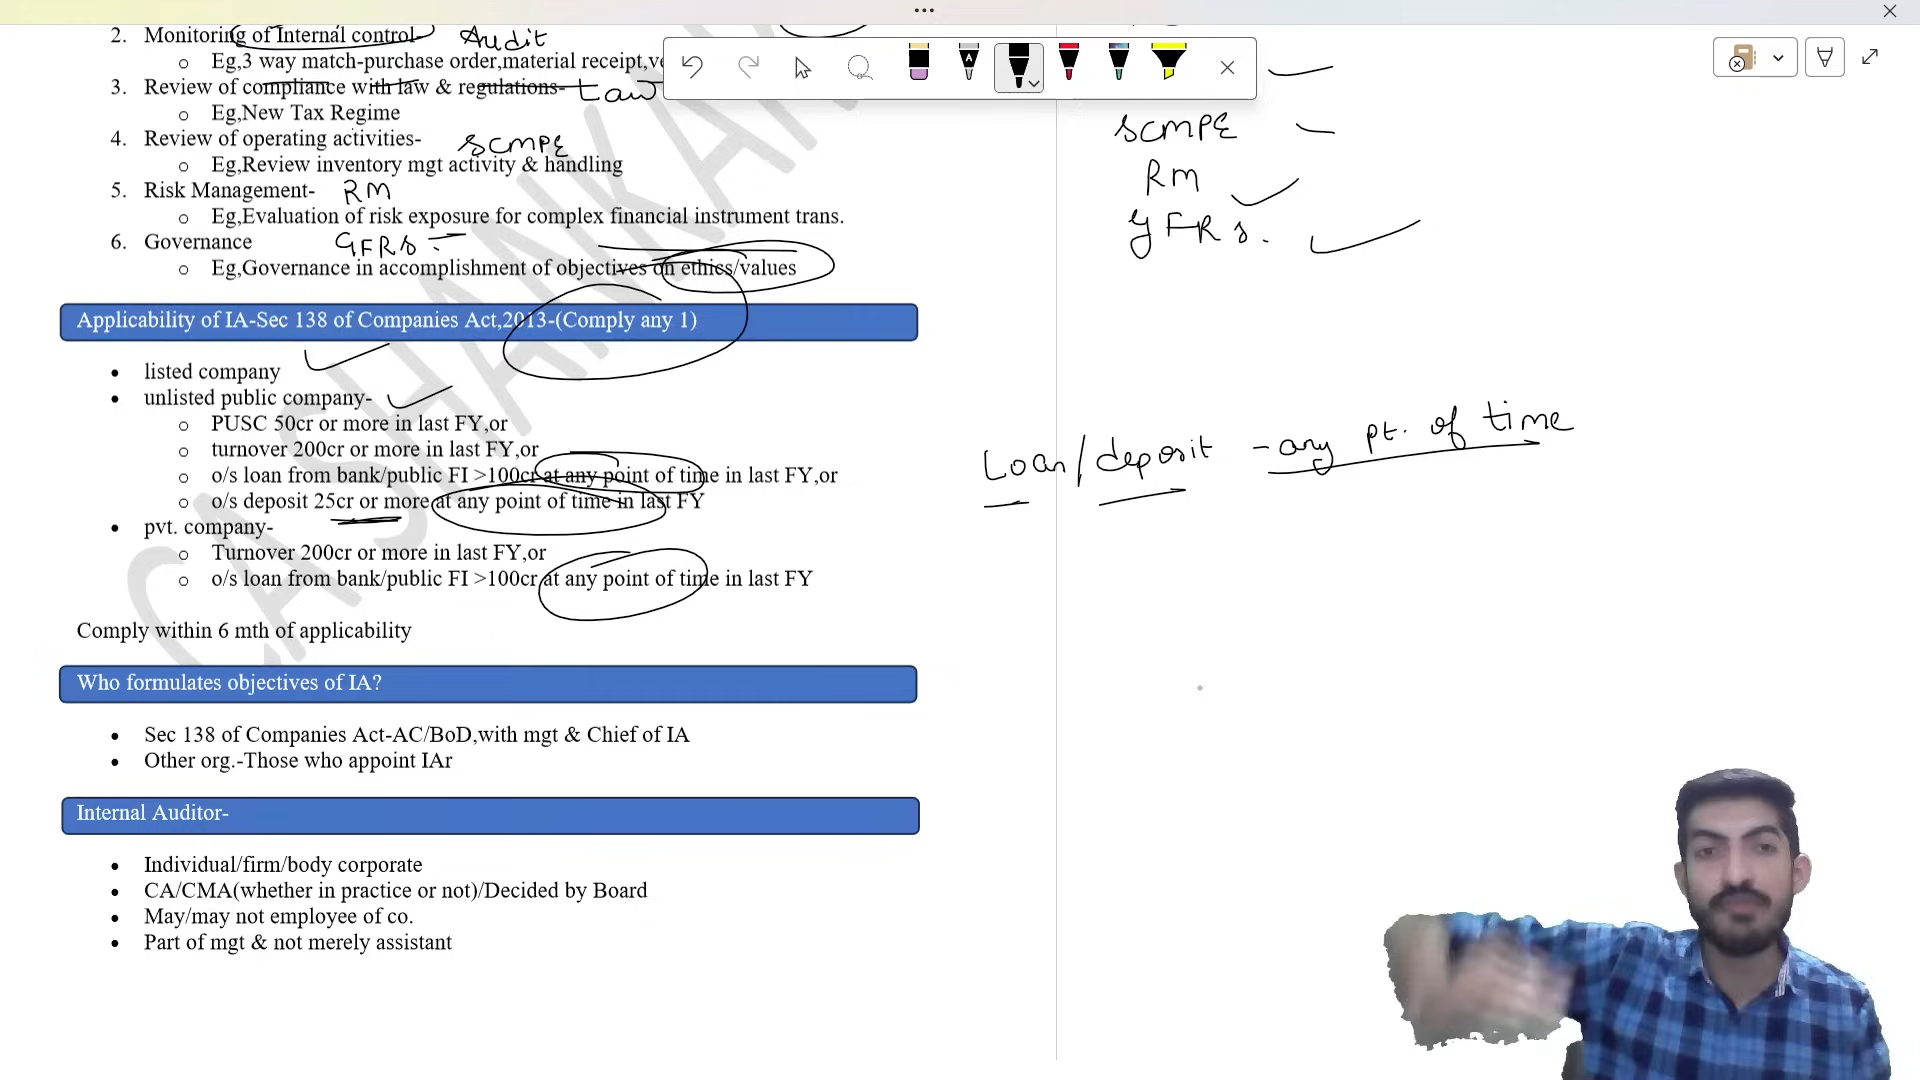 2. Monitoring of Internal control Audit
o Eg,3 way match-purchase order,material receipt,ve
3. Review of compliance with law & regulations- Law
o Eg,New Tax Regime
4. Review of operating activities- SCMPE
o Eg,Review inventory mgt activity & handling
5. Risk Management- RM
o Eg,Evaluation of risk exposure for complex financial instrument trans.
6. Governance GFRS.
o Eg,Governance in accomplishment of objectives on ethics/values
Applicability of IA-Sec 138 of Companies Act,2013-(Comply any 1)
• listed company
• unlisted public company-
o PUSC 50cr or more in last FY,or
o turnover 200cr or more in last FY,or
o o/s loan from bank/public FI >100cr at any point of time in last FY,or
o o/s deposit 25cr or more at any point of time in last FY
• pvt. company-
o Turnover 200cr or more in last FY,or
o o/s loan from bank/public FI >100cr at any point of time in last FY
Comply within 6 mth of applicability
Who formulates objectives of IA?
• Sec 138 of Companies Act-AC/BoD,with mgt & Chief of IA
• Other org.-Those who appoint IAr
Internal Auditor-
• Individual/firm/body corporate
• CA/CMA(whether in practice or not)/Decided by Board
• May/may not employee of co.
• Part of mgt & not merely assistant
SCMPE
RM
GFRS.
Loan/deposit - any pt. of time
CA SHANKAR